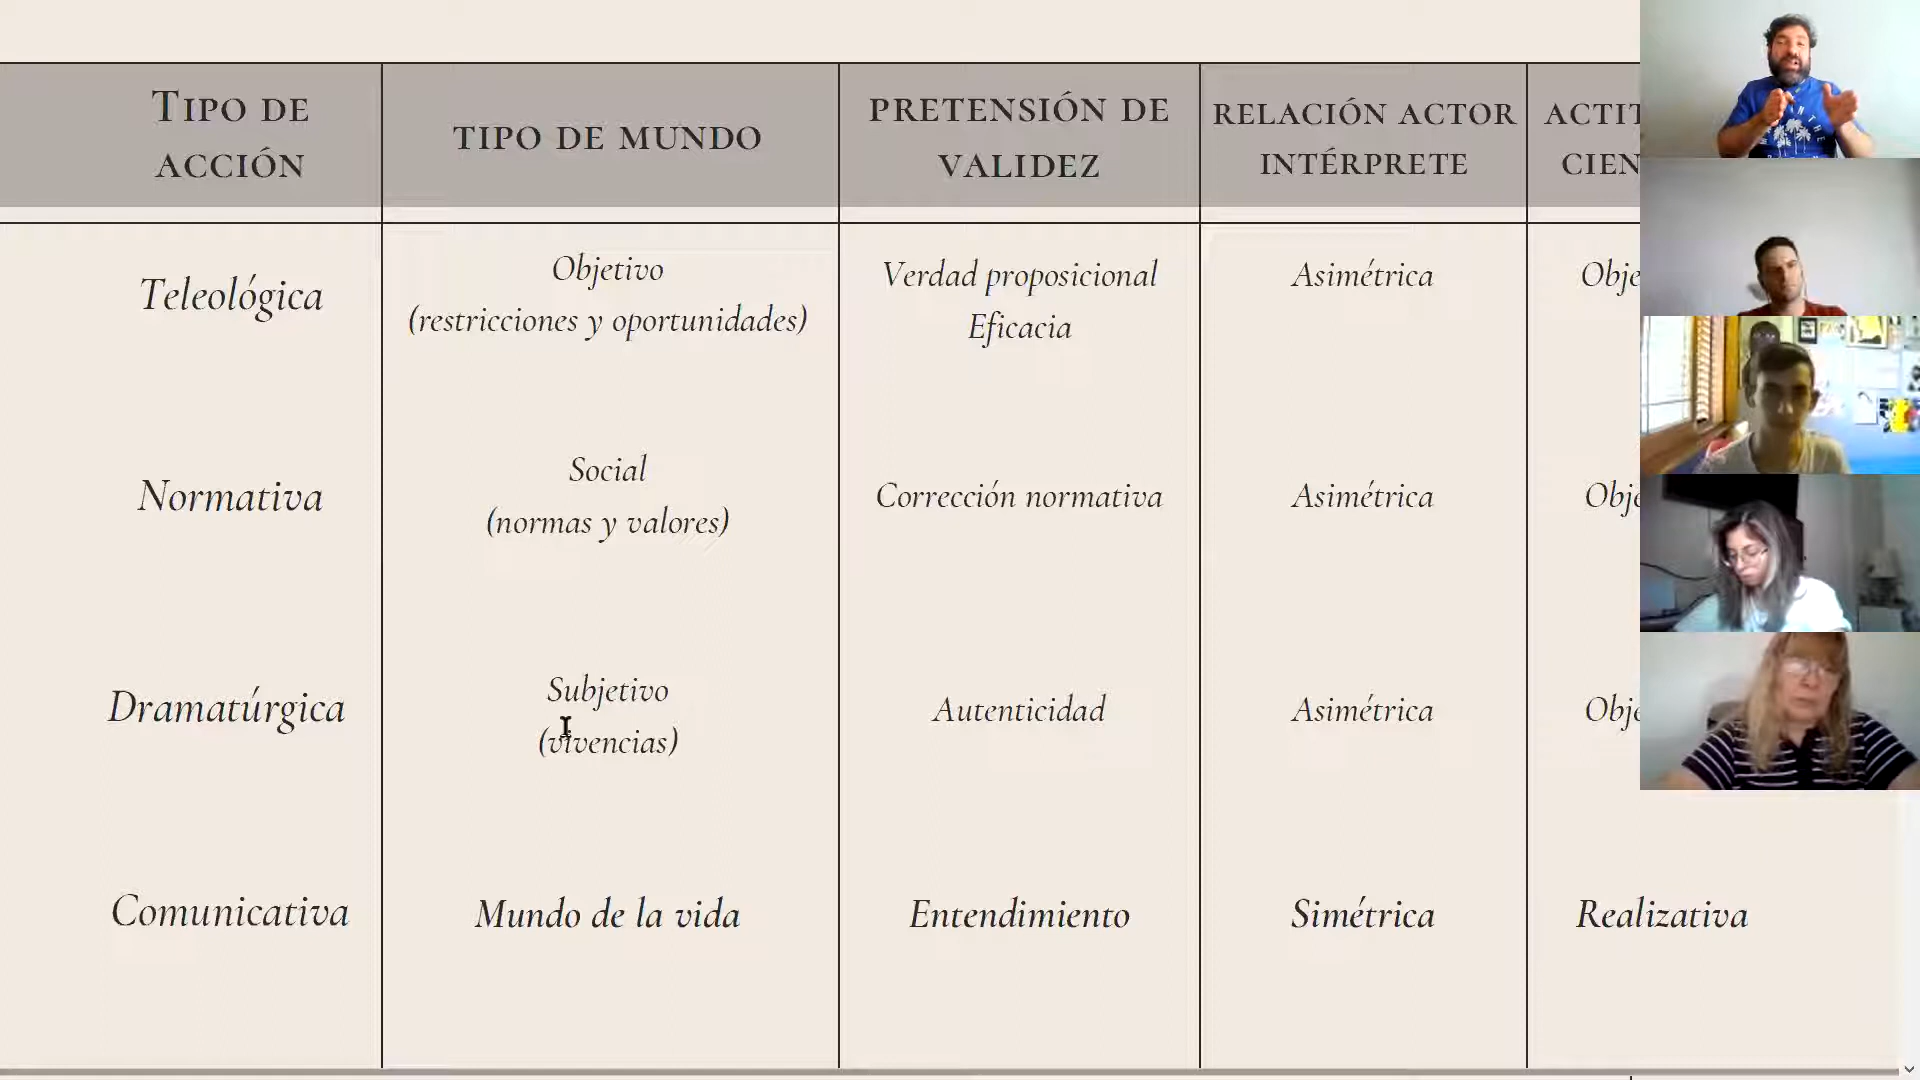 Tipo de
acción
tipo de mundo
pretensión de
validez
relación actor
intérprete
Teleológica
Objetivo
(restricciones y oportunidades)
Verdad proposicional
Eficacia
Asimétrica
Normativa
Social
(normas y valores)
Corrección normativa
Asimétrica
Dramatúrgica
Subjetivo
(vivencias)
Autenticidad
Asimétrica
Comunicativa
Mundo de la vida
Entendimiento
Simétrica
Realizativa